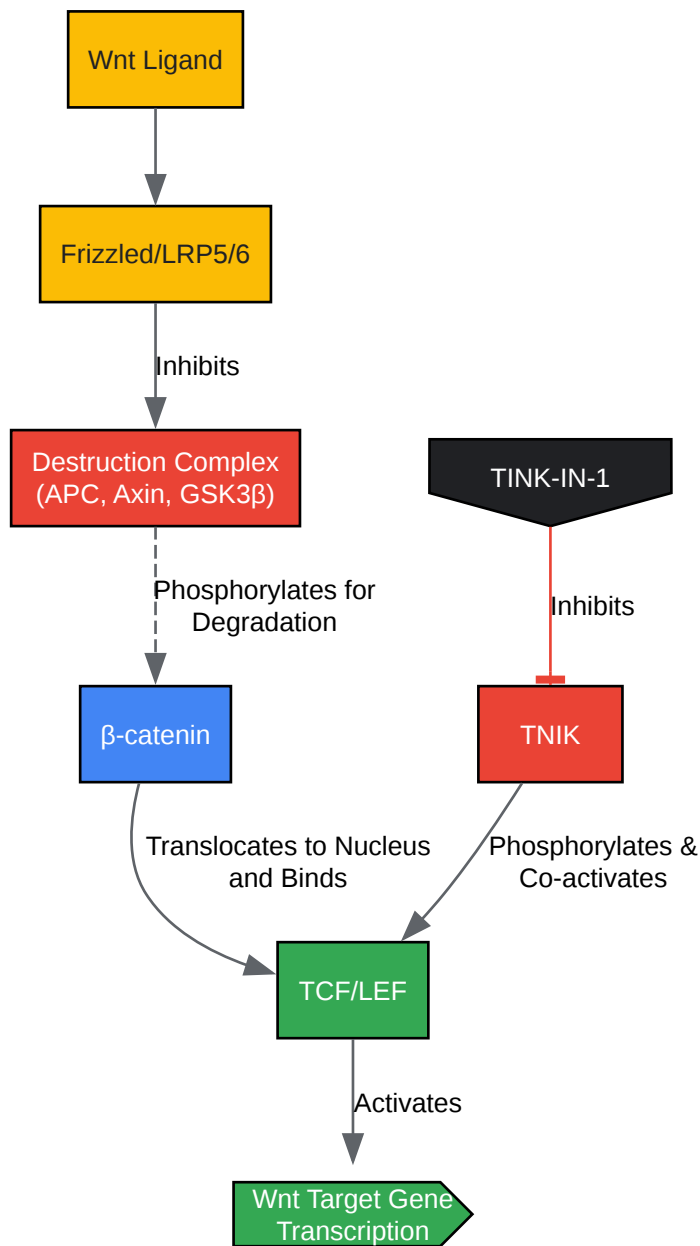 Wnt Ligand
Frizzled/LRP5/6
Inhibits
Destruction Complex
(APC, Axin, GSK3β)
TINK-IN-1
Phosphorylates for
Degradation
Inhibits
β-catenin
TNIK
Translocates to Nucleus
and Binds
Phosphorylates &
Co-activates
TCF/LEF
Activates
Wnt Target Gene
Transcription